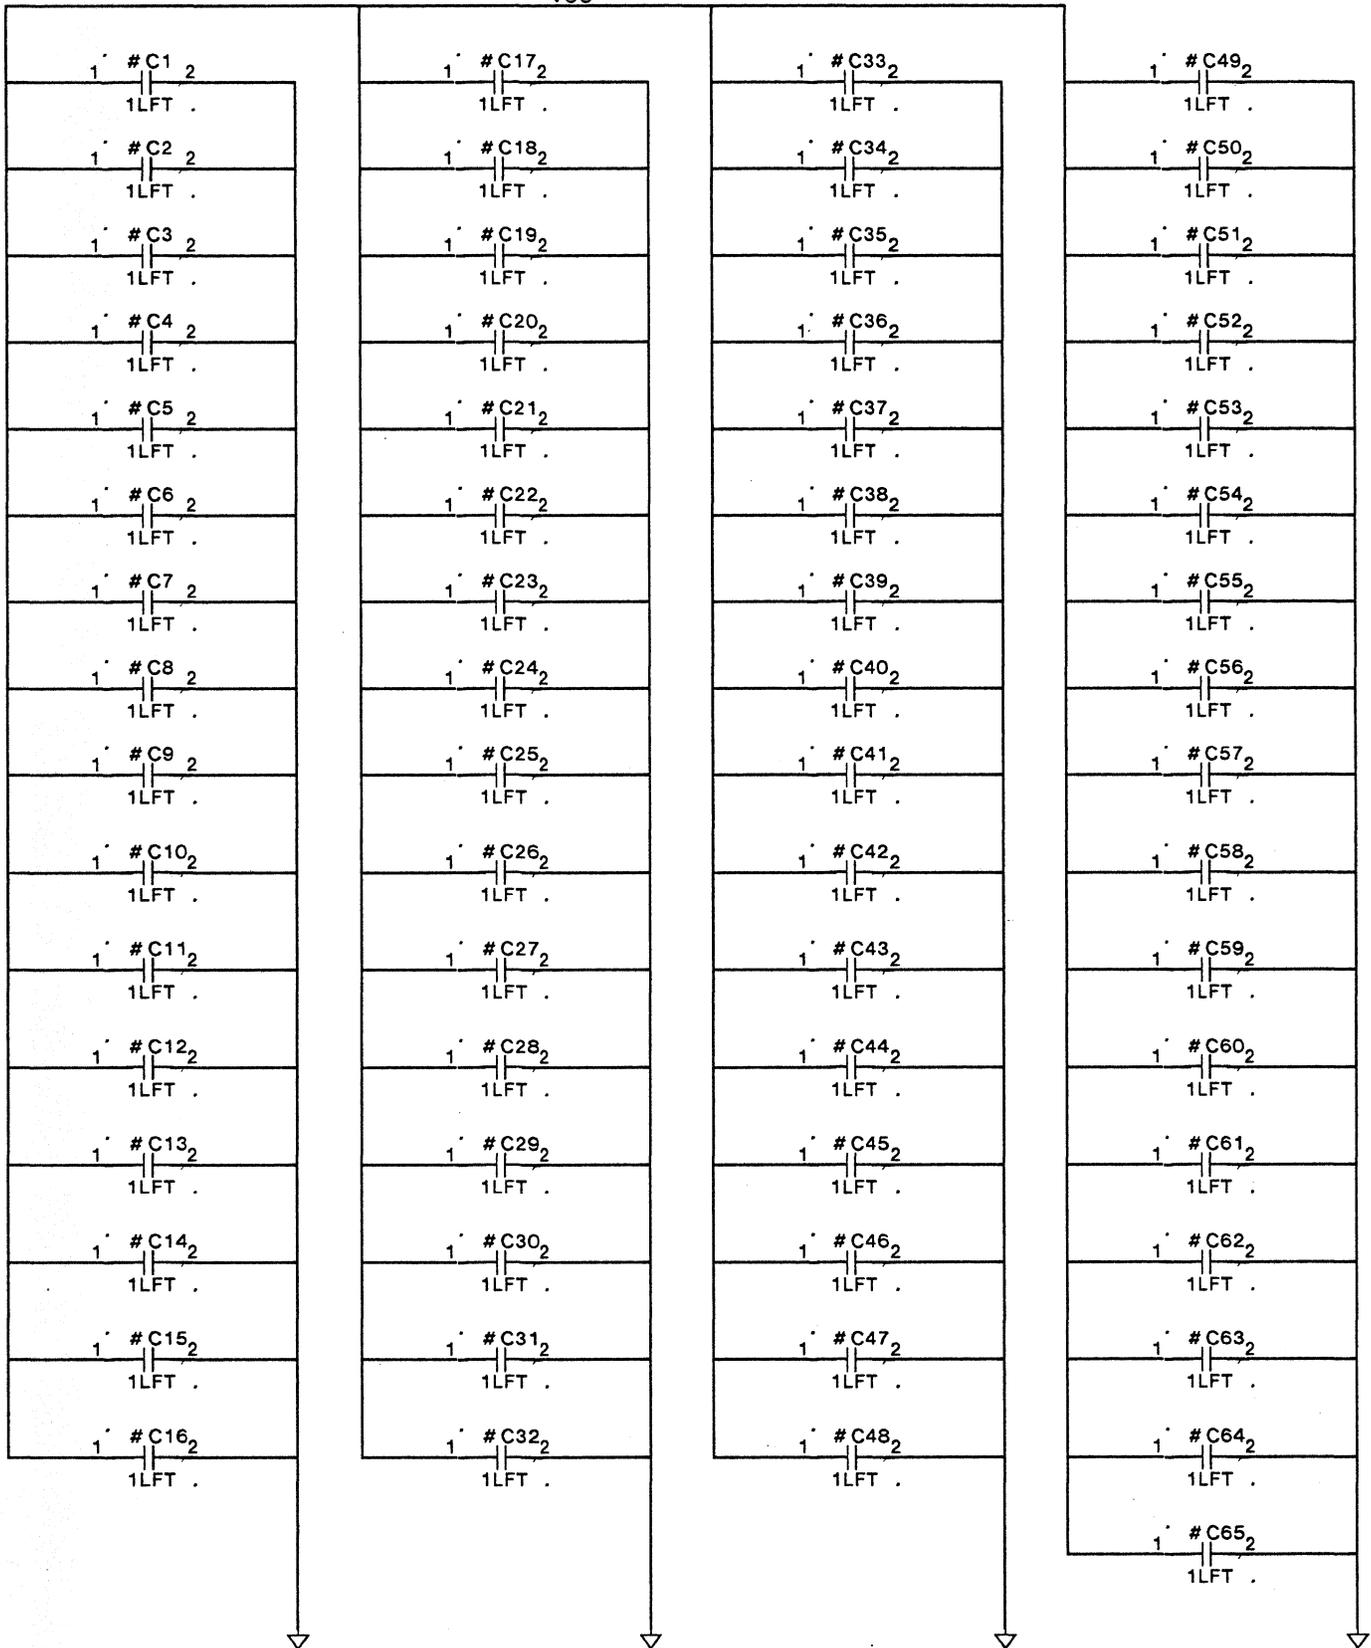 1 #C1 2 1 #C17 2 1 #C33 2 1 #C49 2
1LFT . 1LFT . 1LFT . 1LFT .
1 #C2 2 1 #C18 2 1 #C34 2 1 #C50 2
1LFT . 1LFT . 1LFT . 1LFT .
1 #C3 2 1 #C19 2 1 #C35 2 1 #C51 2
1LFT . 1LFT . 1LFT . 1LFT .
1 #C4 2 1 #C20 2 1 #C36 2 1 #C52 2
1LFT . 1LFT . 1LFT . 1LFT .
1 #C5 2 1 #C21 2 1 #C37 2 1 #C53 2
1LFT . 1LFT . 1LFT . 1LFT .
1 #C6 2 1 #C22 2 1 #C38 2 1 #C54 2
1LFT . 1LFT . 1LFT . 1LFT .
1 #C7 2 1 #C23 2 1 #C39 2 1 #C55 2
1LFT . 1LFT . 1LFT . 1LFT .
1 #C8 2 1 #C24 2 1 #C40 2 1 #C56 2
1LFT . 1LFT . 1LFT . 1LFT .
1 #C9 2 1 #C25 2 1 #C41 2 1 #C57 2
1LFT . 1LFT . 1LFT . 1LFT .
1 #C10 2 1 #C26 2 1 #C42 2 1 #C58 2
1LFT . 1LFT . 1LFT . 1LFT .
1 #C11 2 1 #C27 2 1 #C43 2 1 #C59 2
1LFT . 1LFT . 1LFT . 1LFT .
1 #C12 2 1 #C28 2 1 #C44 2 1 #C60 2
1LFT . 1LFT . 1LFT . 1LFT .
1 #C13 2 1 #C29 2 1 #C45 2 1 #C61 2
1LFT . 1LFT . 1LFT . 1LFT .
1 #C14 2 1 #C30 2 1 #C46 2 1 #C62 2
1LFT . 1LFT . 1LFT . 1LFT .
1 #C15 2 1 #C31 2 1 #C47 2 1 #C63 2
1LFT . 1LFT . 1LFT . 1LFT .
1 #C16 2 1 #C32 2 1 #C48 2 1 #C64 2
1LFT . 1LFT . 1LFT . 1LFT .
1 #C65 2
1LFT .